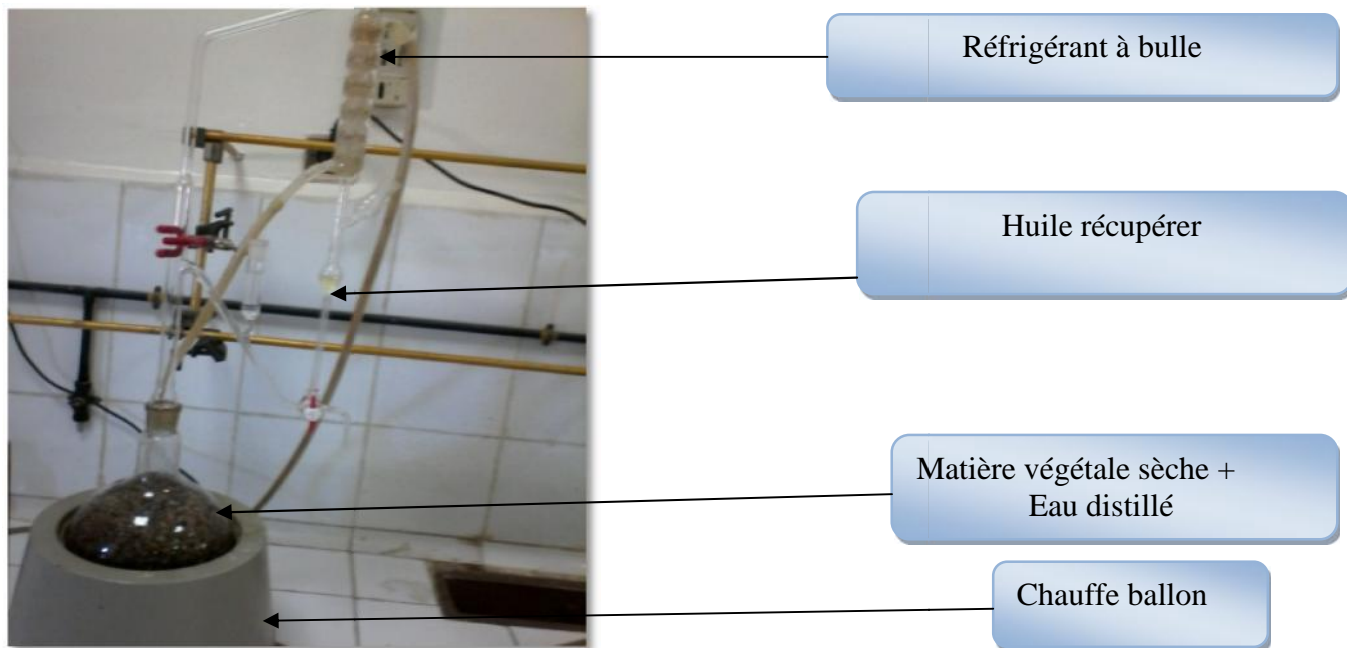 Réfrigérant à bulle
Huile récupérer
Matière végétale sèche +
Eau distillé
Chauffe ballon